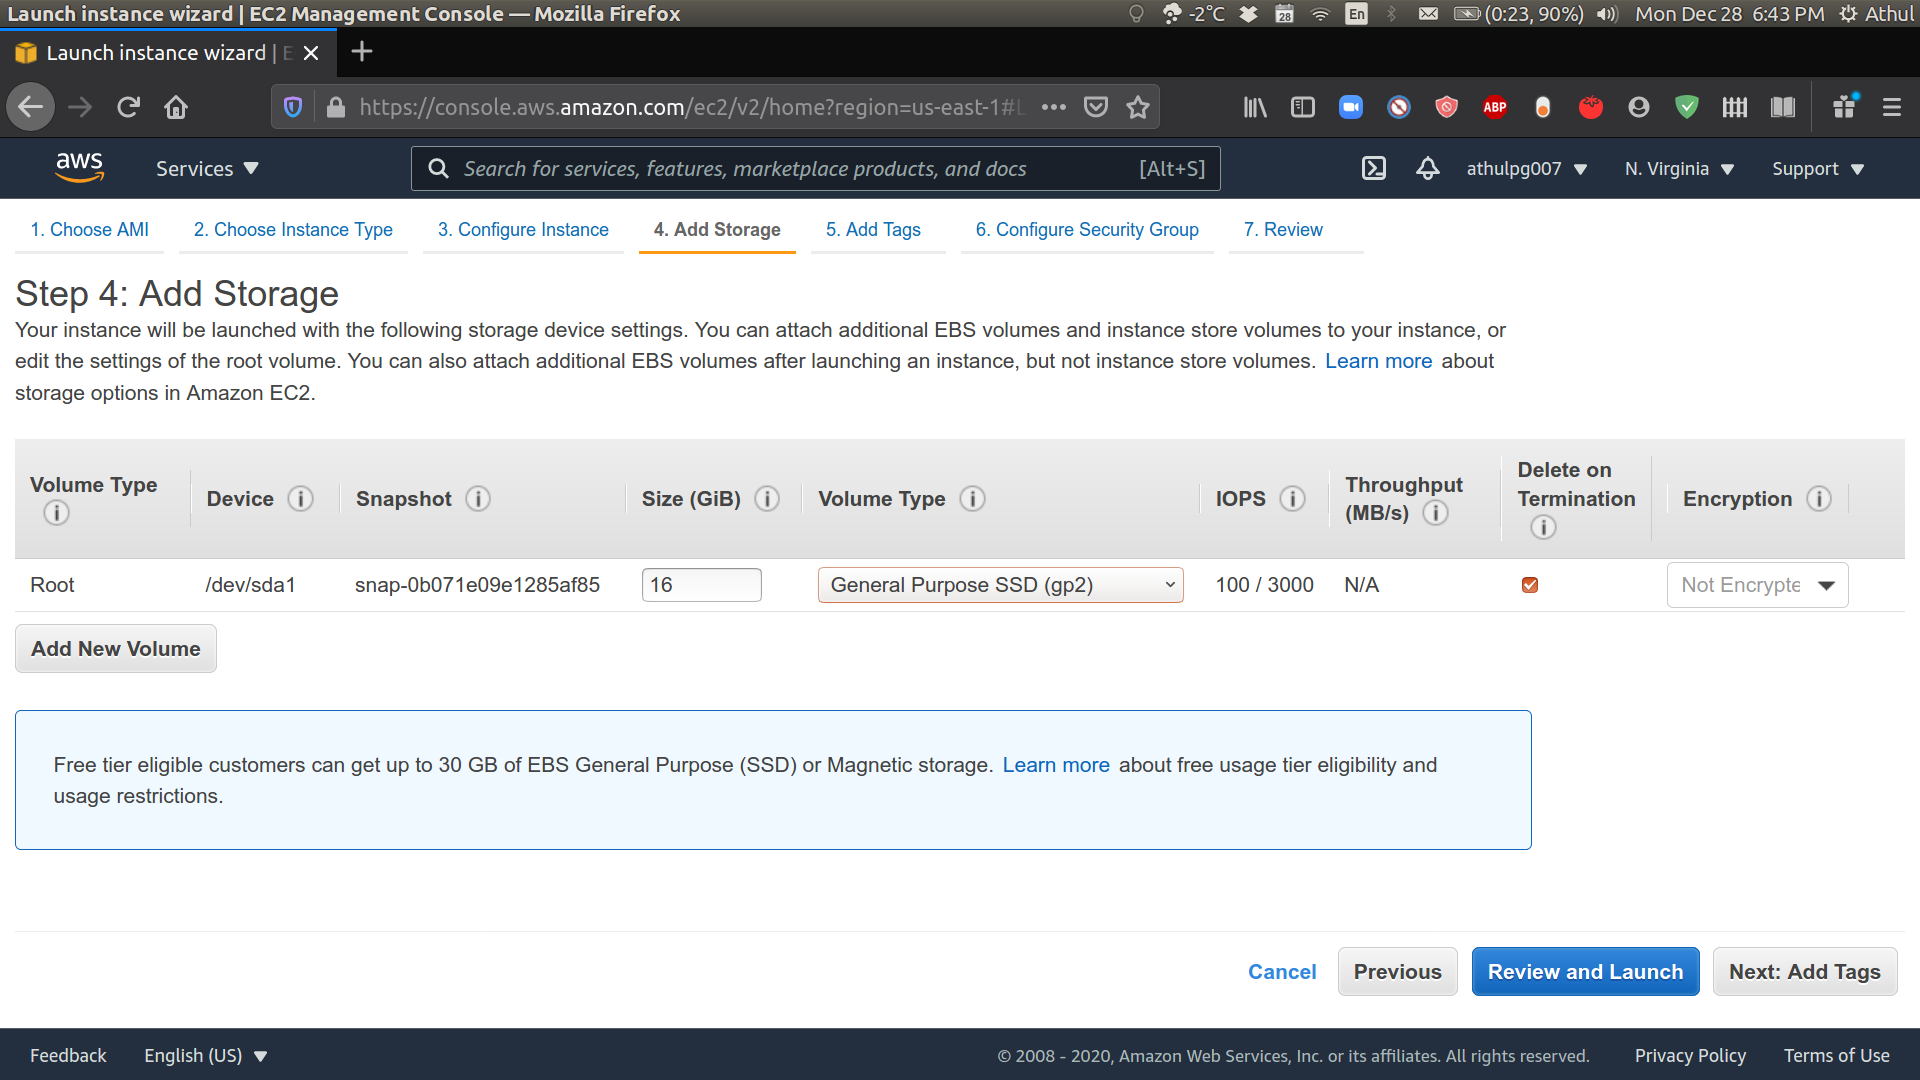 Launch instance wizard | EC2 Management Console — Mozilla Firefox
-2°C
28
En
(0:23, 90%)
Mon Dec 28 6:43 PM
Athul
Launch instance wizard | E
https://console.aws.amazon.com/ec2/v2/home?region=us-east-1#L
ABP
aws
Services
Search for services, features, marketplace products, and docs
[Alt+S]
athulpg007
N. Virginia
Support
1. Choose AMI
2. Choose Instance Type
3. Configure Instance
4. Add Storage
5. Add Tags
6. Configure Security Group
7. Review
Step 4: Add Storage
Your instance will be launched with the following storage device settings. You can attach additional EBS volumes and instance store volumes to your instance, or
edit the settings of the root volume. You can also attach additional EBS volumes after launching an instance, but not instance store volumes. Learn more about
storage options in Amazon EC2.
Volume Type
Device
Snapshot
Size (GiB)
Volume Type
IOPS
Throughput
(MB/s)
Delete on
Termination
Encryption
Root
/dev/sda1
snap-0b071e09e1285af85
16
General Purpose SSD (gp2)
100 / 3000
N/A
Not Encrypte
Add New Volume
Free tier eligible customers can get up to 30 GB of EBS General Purpose (SSD) or Magnetic storage. Learn more about free usage tier eligibility and
usage restrictions.
Cancel
Previous
Review and Launch
Next: Add Tags
Feedback
English (US)
© 2008 - 2020, Amazon Web Services, Inc. or its affiliates. All rights reserved.
Privacy Policy
Terms of Use